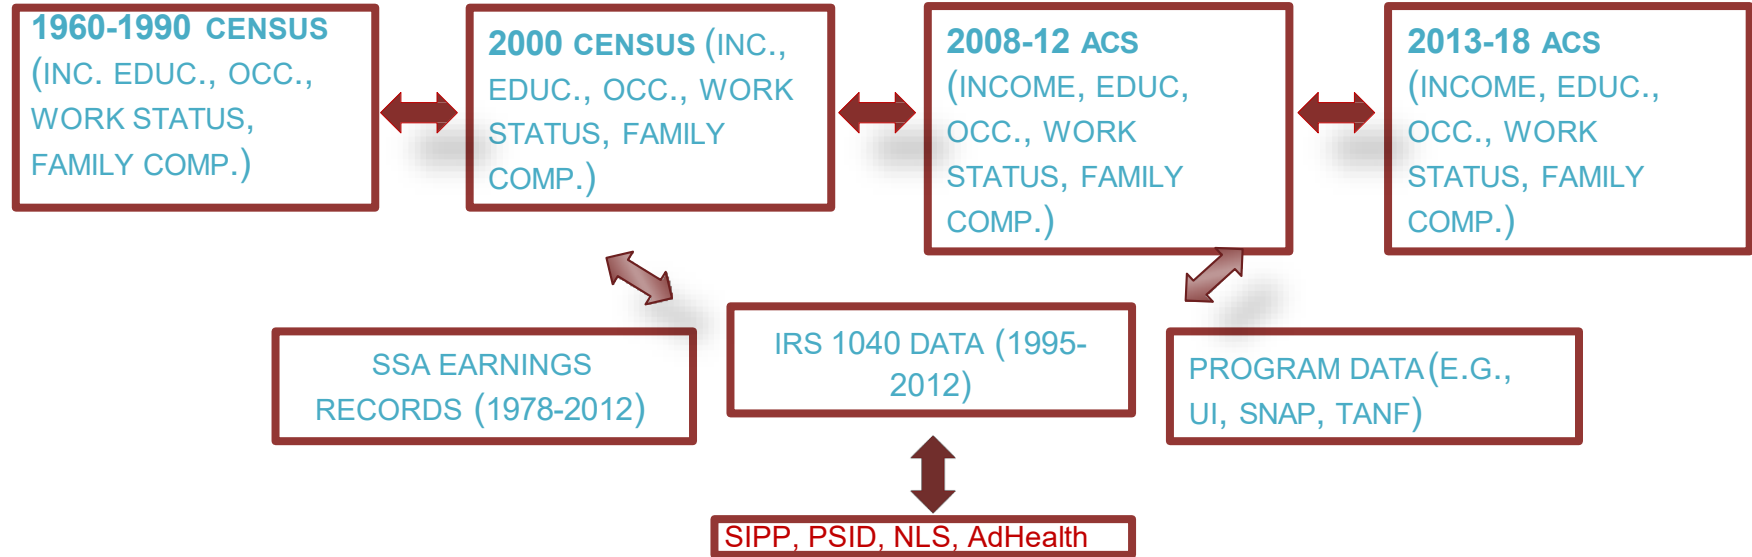 1960-1990 CENSUS
(INC. EDUC., OCC.,
WORK STATUS,
FAMILY COMP.)
2000 CENSUS (INC.,
EDUC., OCC., WORK
STATUS, FAMILY
COMP.)
2008-12 ACS
(INCOME, EDUC,
OCC., WORK
STATUS, FAMILY
COMP.)
2013-18 ACS
(INCOME, EDUC.,
OCC., WORK
STATUS, FAMILY
COMP.)
SSA EARNINGS
RECORDS (1978-2012)
IRS 1040 DATA (1995-
2012)
PROGRAM DATA (E.G.,
UI, SNAP, TANF)
SIPP, PSID, NLS, AdHealth